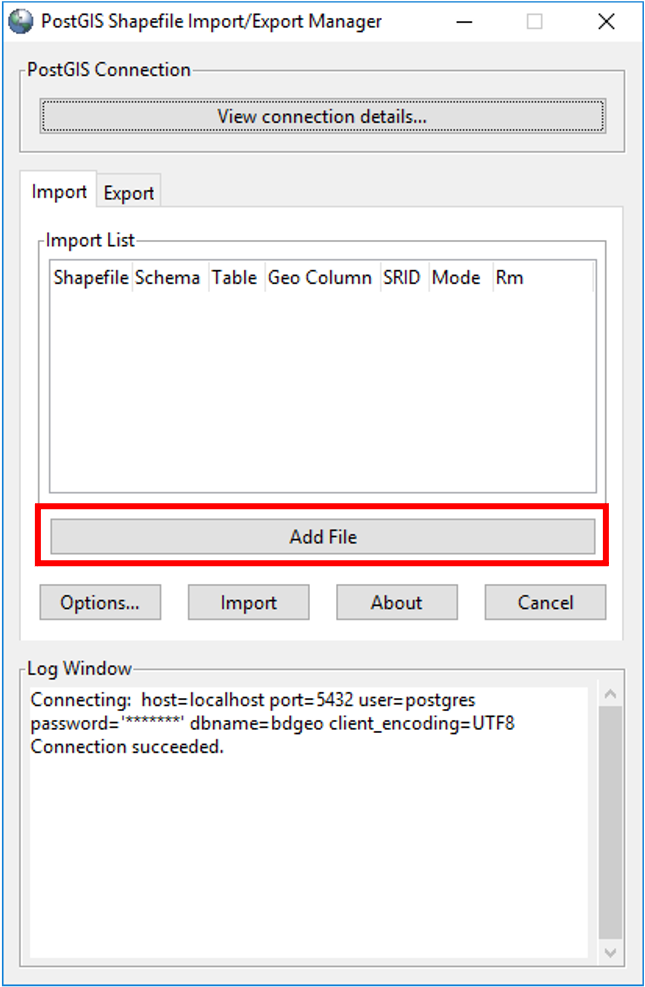 PostGIS Shapefile Import/Export Manager
PostGIS Connection
View connection details...
Import Export
Import List
Shapefile Schema Table Geo Column SRID Mode Rm
Add File
Options... Import About Cancel
Log Window
Connecting:  host=localhost port=5432 user=postgres
password='*******' dbname=bdgeo client_encoding=UTF8
Connection succeeded.